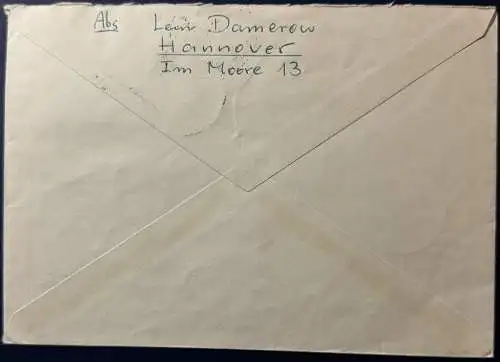 Abs Leni Damerow
Hannover
Im Moore 13